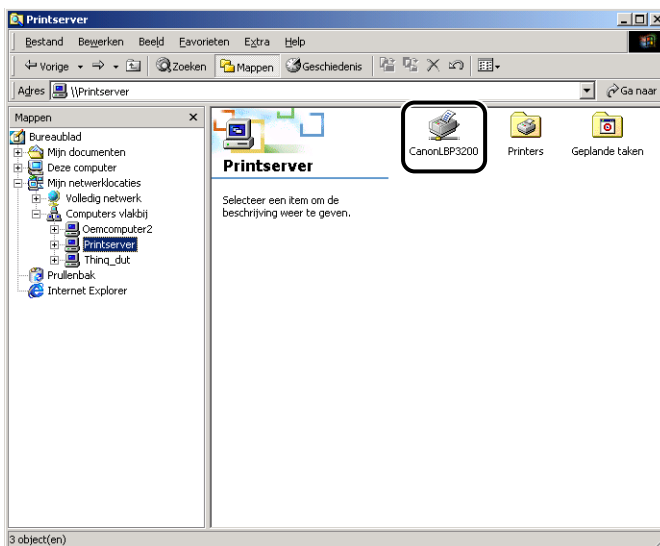 Printserver
Bestand Bewerken Beeld Favorieten Extra Help
Vorige Zoeken Mappen Geschiedenis
Adres \\Printserver Ga naar
Mappen
Bureaublad
Mijn documenten
Deze computer
Mijn netwerklocaties
Volledig netwerk
Computers vlakbij
Oemcomputer2
Printserver
Thinq_dut
Prullenbak
Internet Explorer
Printserver
Selecteer een item om de
beschrijving weer te geven.
CanonLBP3200 Printers Geplande taken
3 object(en)